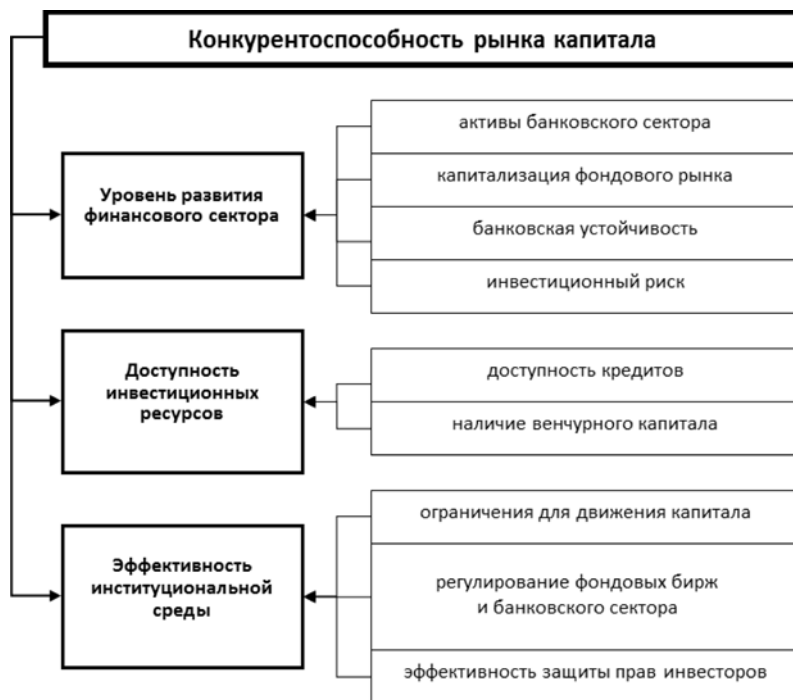 Конкурентоспособность рынка капитала
Уровень развития
финансового сектора
активы банковского сектора
капитализация фондового рынка
банковская устойчивость
инвестиционный риск
Доступность
инвестиционных
ресурсов
доступность кредитов
наличие венчурного капитала
Эффективность
институциональной
среды
ограничения для движения капитала
регулирование фондовых бирж
и банковского сектора
эффективность защиты прав инвесторов